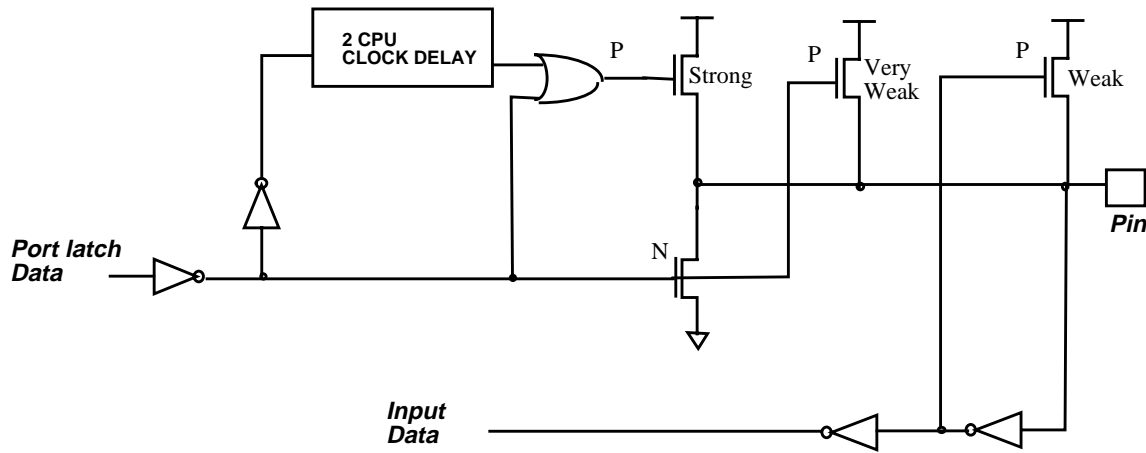 2 CPU
CLOCK DELAY
P
Strong
P
Very
Weak
P
Weak
Pin
Port latch
Data
N
Input
Data